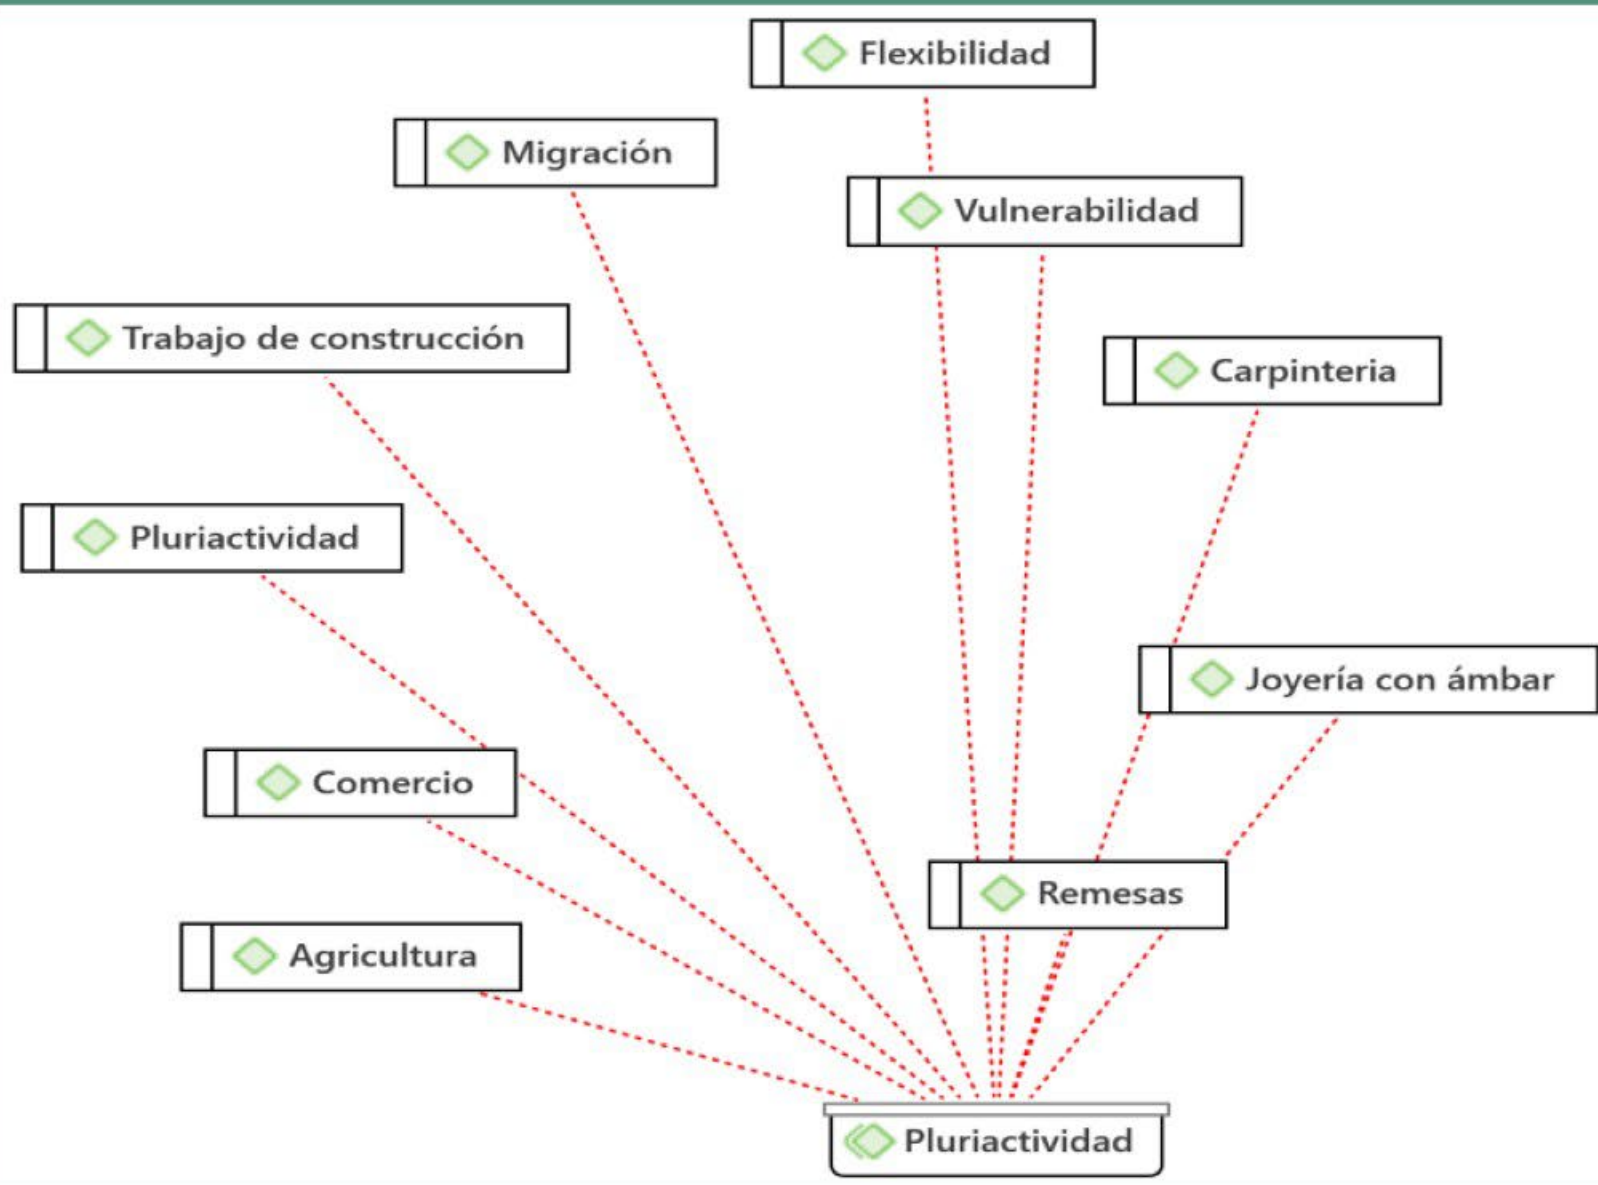 Flexibilidad
Migración
Vulnerabilidad
Trabajo de construcción
Carpinteria
Pluriactividad
Joyería con ámbar
Comercio
Remesas
Agricultura
Pluriactividad